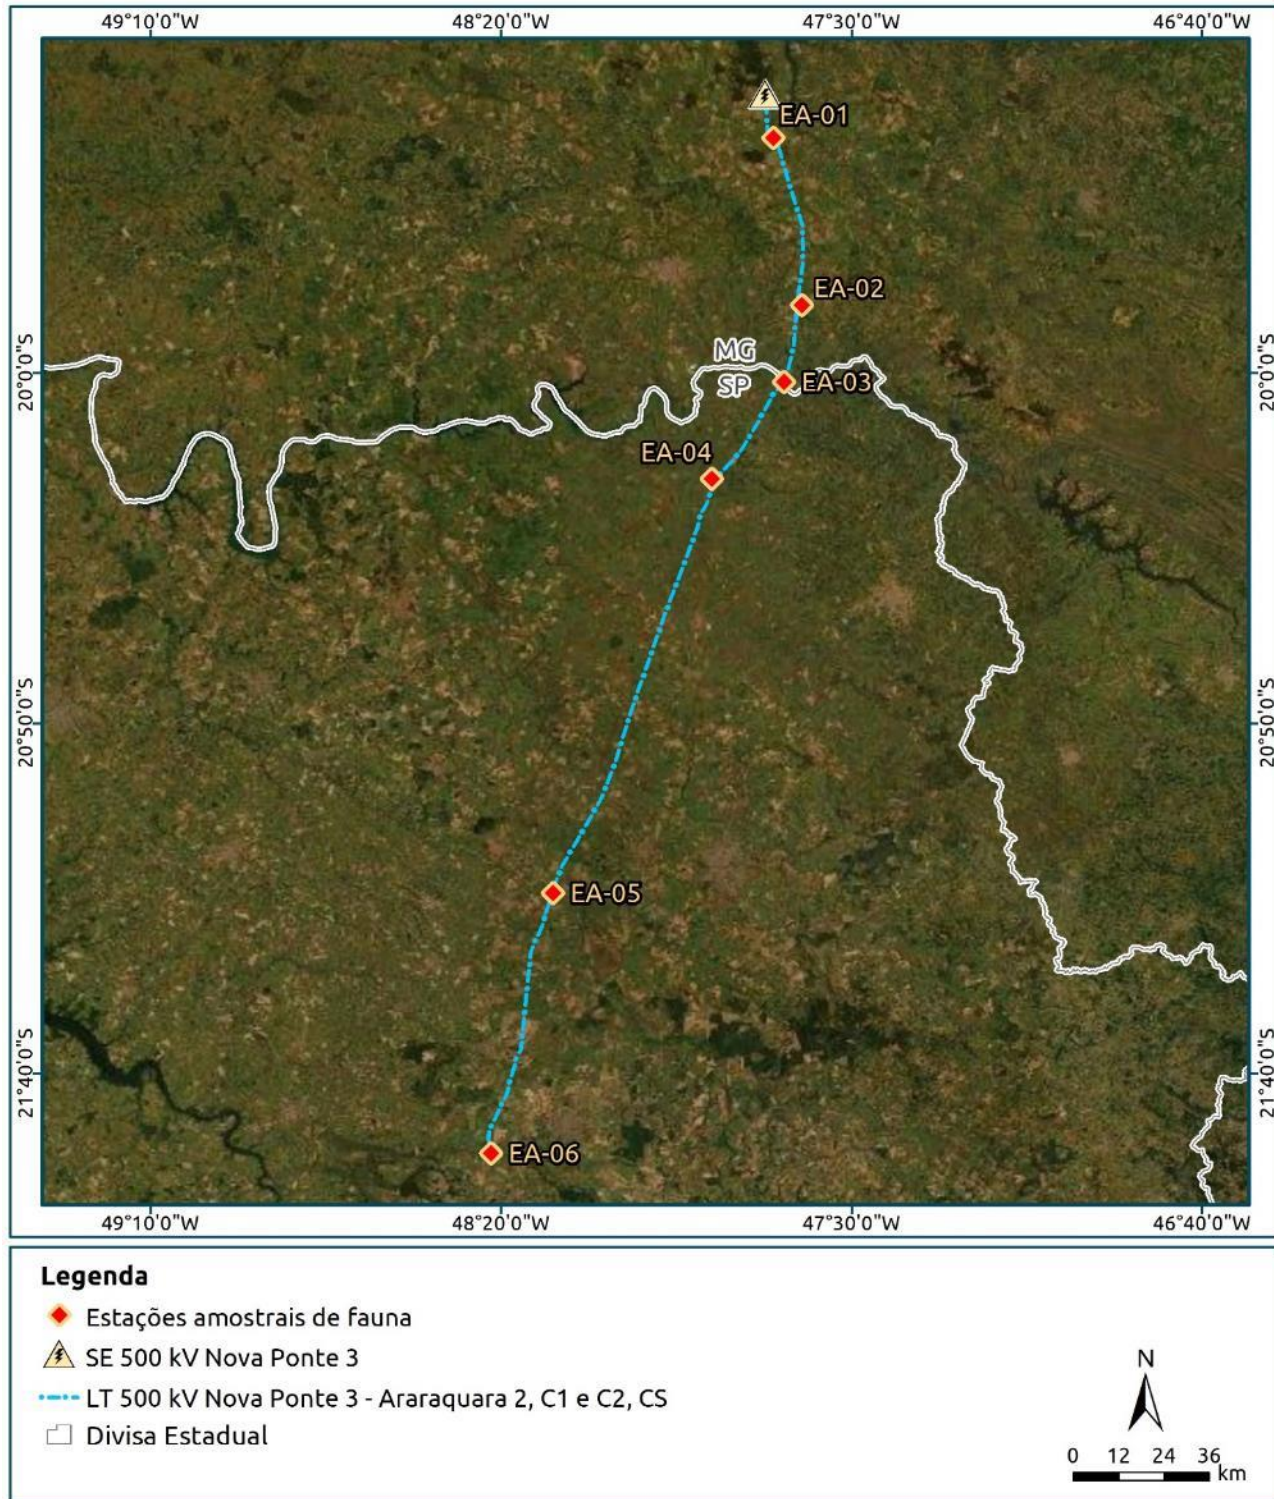 49°10'0"W 48°20'0"W 47°30'0"W 46°40'0"W
EA-01
EA-02
MG
SP
20°0'0"S
20°0'0"S
EA-03
EA-04
20°50'0"S
20°50'0"S
EA-05
21°40'0"S
21°40'0"S
EA-06
49°10'0"W 48°20'0"W 47°30'0"W 46°40'0"W
Legenda
Estações amostrais de fauna
SE 500 kV Nova Ponte 3
LT 500 kV Nova Ponte 3 - Araraquara 2, C1 e C2, CS
Divisa Estadual
N
0 12 24 36
km